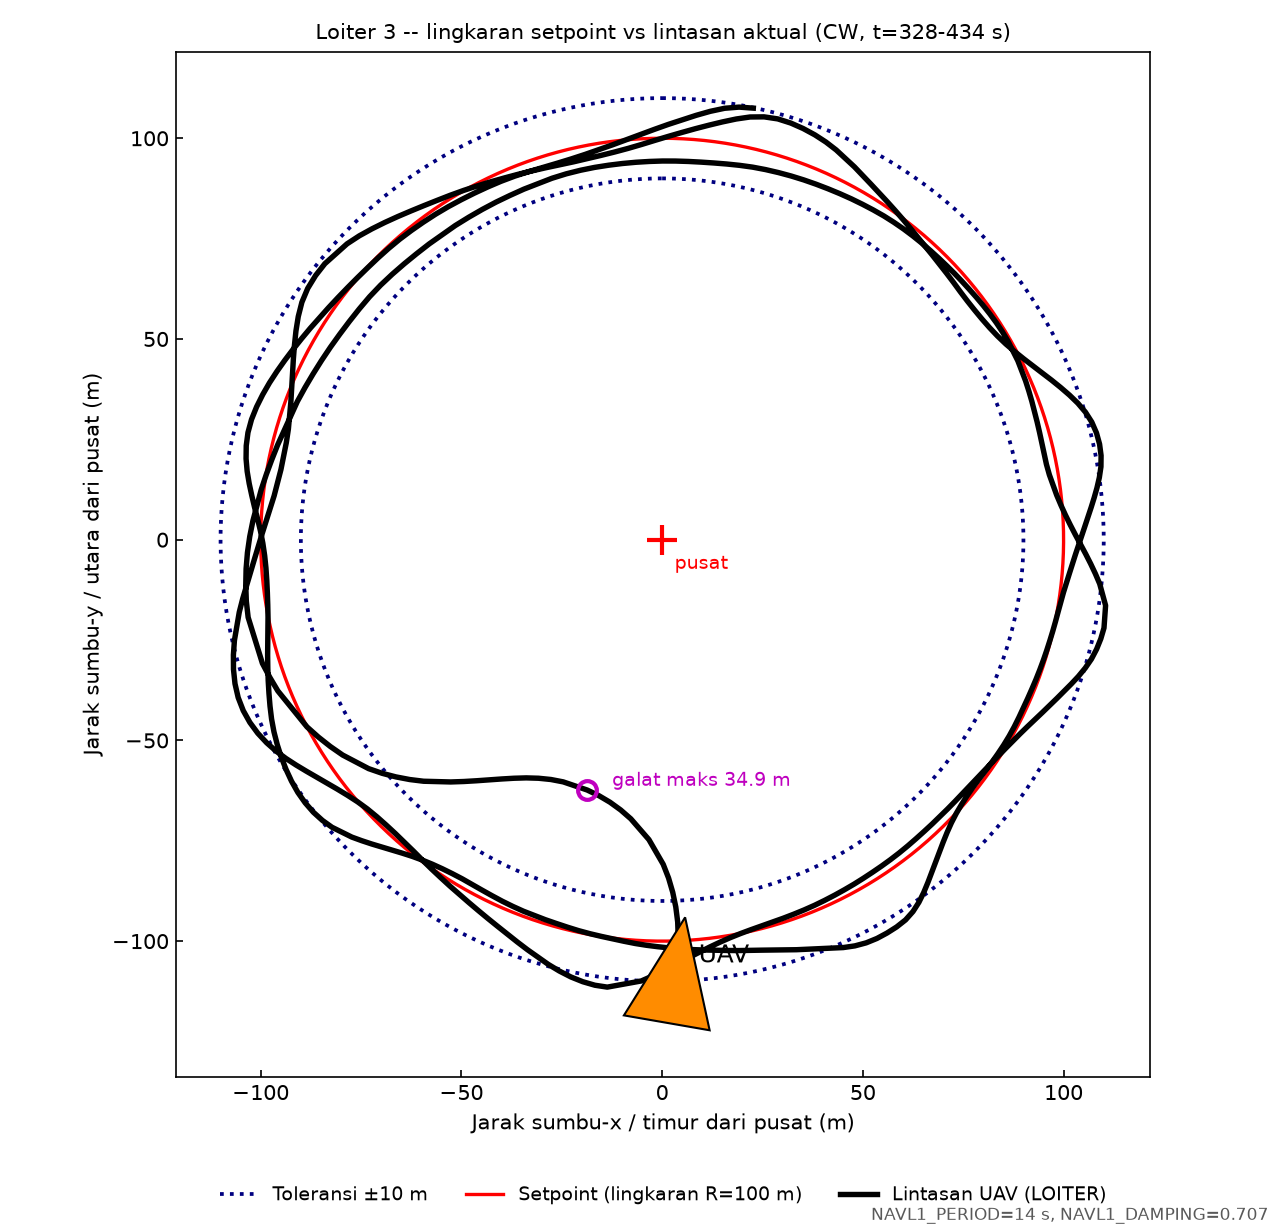 Loiter 3 -- lingkaran setpoint vs lintasan aktual (CW, t=328-434 s)
Jarak sumbu-y / utara dari pusat (m)
100
50
0
−50
−100
pusat
galat maks 34.9 m
UAV
−100
−50
0
50
100
Jarak sumbu-x / timur dari pusat (m)
Toleransi ±10 m
Setpoint (lingkaran R=100 m)
Lintasan UAV (LOITER)
NAVL1_PERIOD=14 s, NAVL1_DAMPING=0.707